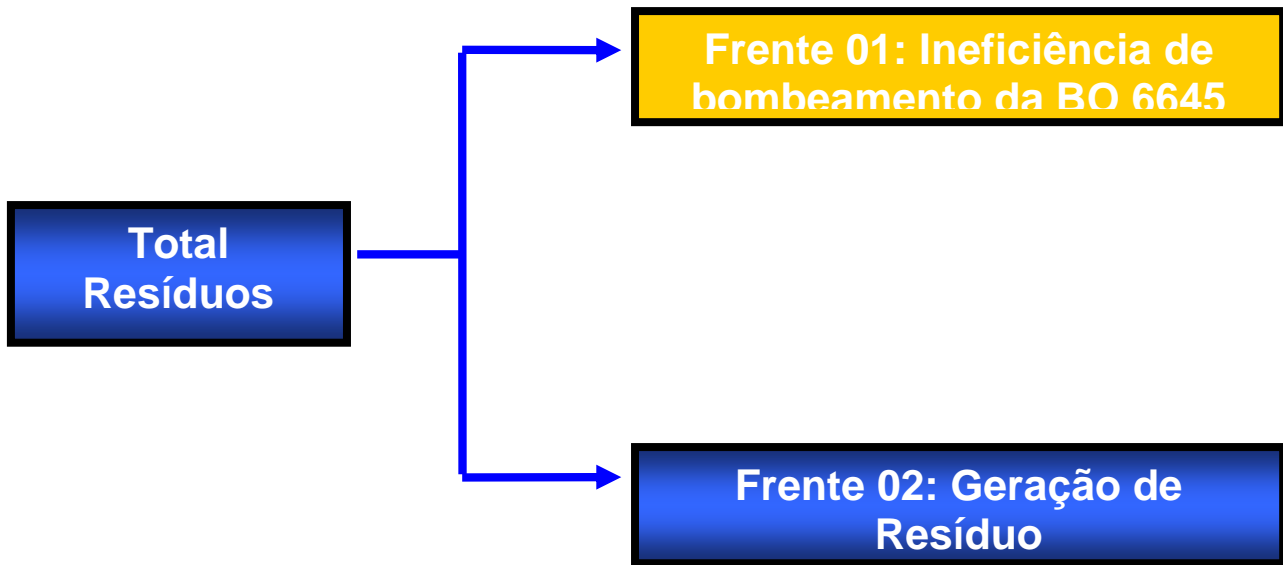 Frente 01: Ineficiência de
bombeamento da BO 6645
Total
Resíduos
Frente 02: Geração de
Resíduo